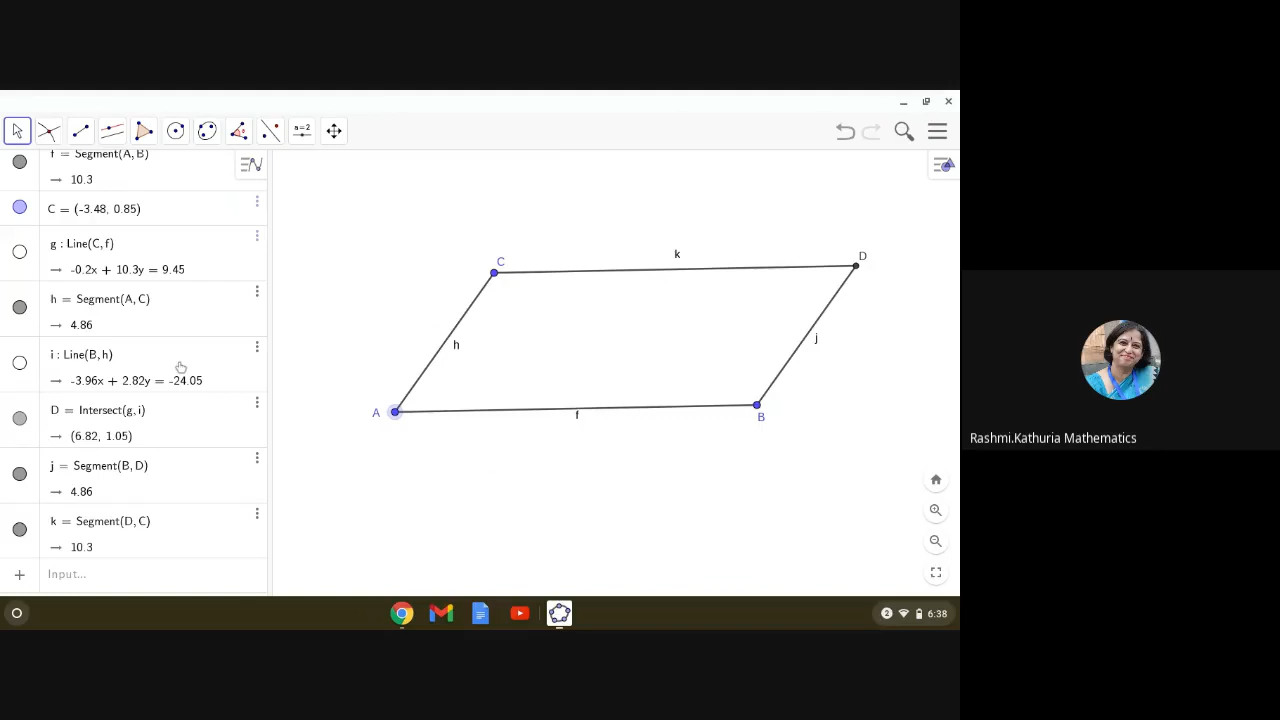 f = Segment(A, B)
→ 10.3
C = (-3.48, 0.85)
g : Line(C, f)
→ -0.2x + 10.3y = 9.45
h = Segment(A, C)
→ 4.86
i : Line(B, h)
→ -3.96x + 2.82y = -24.05
D = Intersect(g, i)
→ (6.82, 1.05)
j = Segment(B, D)
→ 4.86
k = Segment(D, C)
→ 10.3
+ Input...
a=2
C
k
D
h
j
A
f
B
2
6:38
Rashmi.Kathuria Mathematics